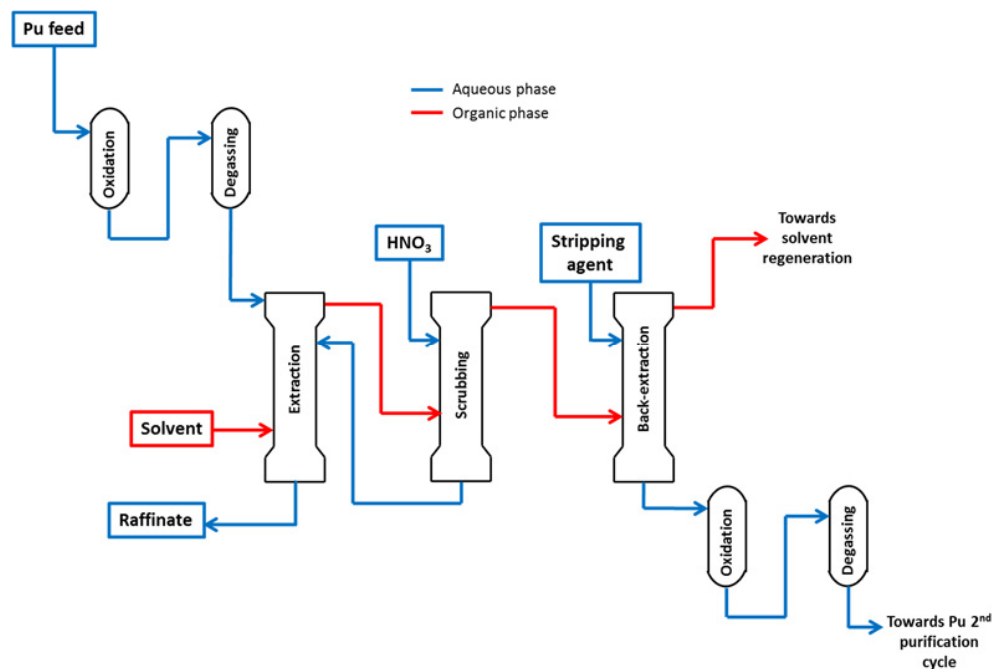 Pu feed
Aqueous phase
Organic phase
Oxidation
Degassing
HNO₃
Stripping
agent
Towards
solvent
regeneration
Extraction
Scrubbing
Back-extraction
Solvent
Raffinate
Oxidation
Degassing
Towards Pu 2ⁿᵈ
purification
cycle